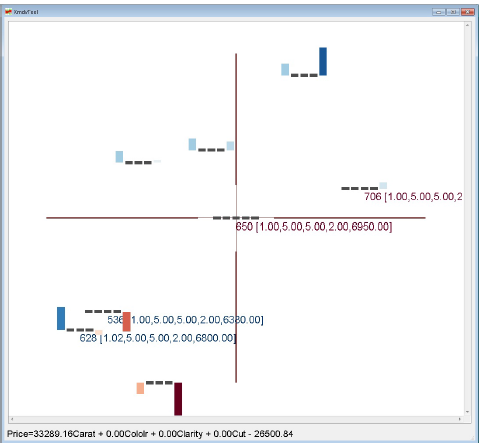 XmdvTool
706 [1.00,5.00,5.00,2
650 [1.00,5.00,5.00,2.00,6950.00]
536 [1.00,5.00,5.00,2.00,6380.00]
628 [1.02,5.00,5.00,2.00,6800.00]
Price=33289.16Carat + 0.00Cololr + 0.00Clarity + 0.00Cut - 26500.84